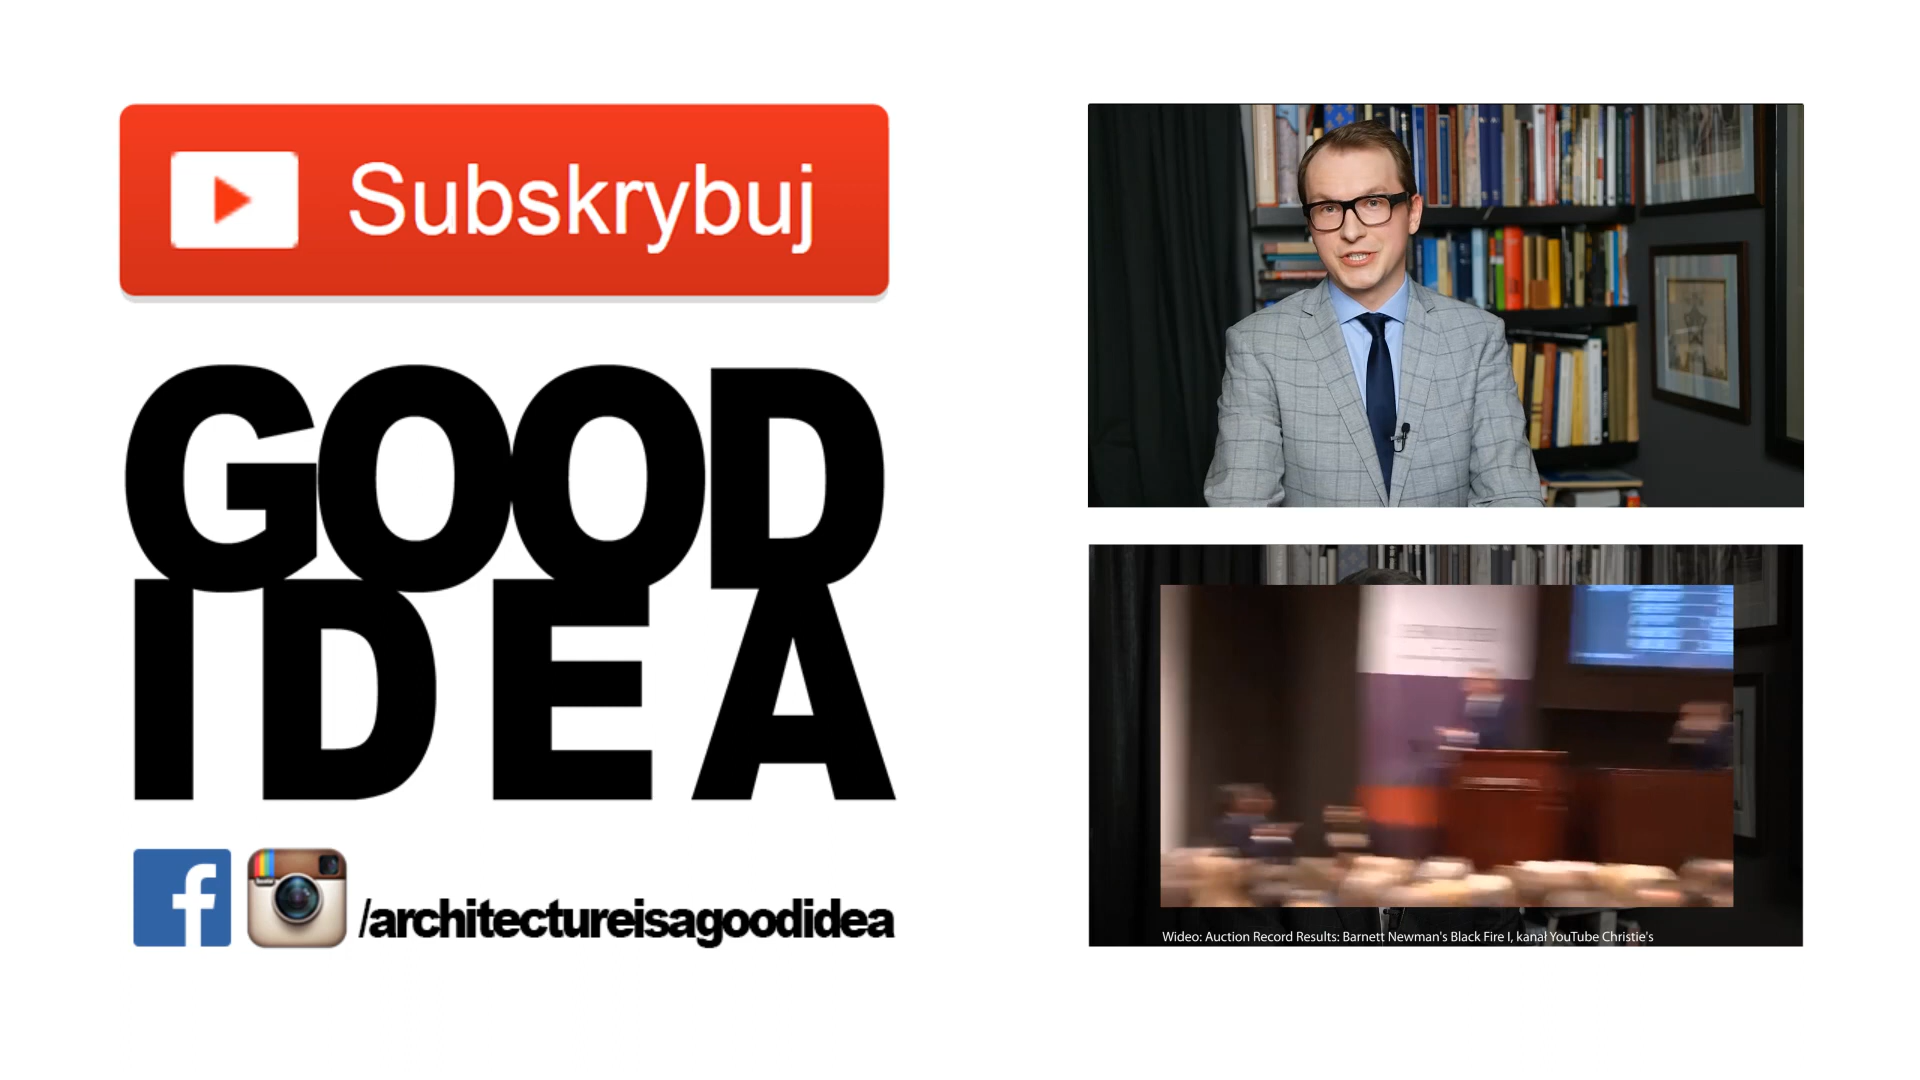 Subskrybuj
GOOD
IDEA
/architectureisagoodidea
Wideo: Auction Record Results: Barnett Newman's Black Fire I, kanał YouTube Christie's